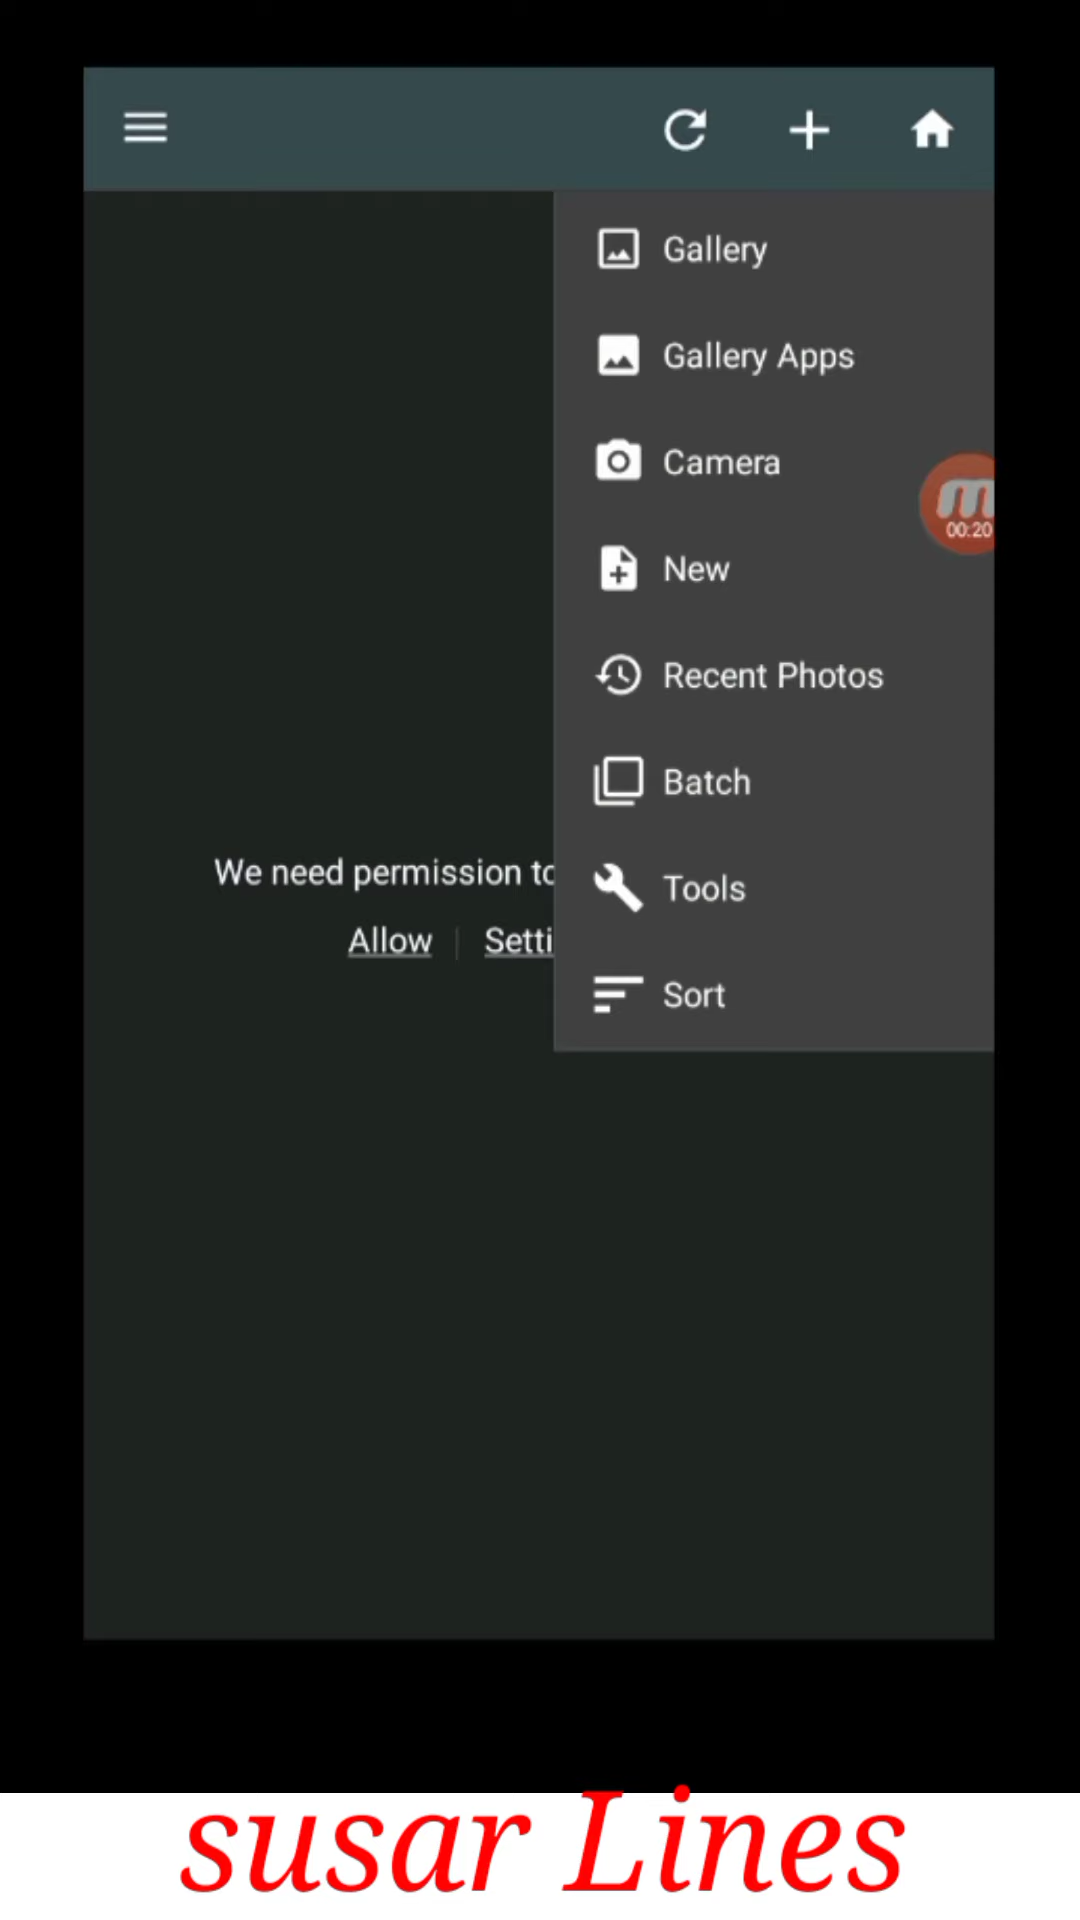 Gallery
Gallery Apps
Camera
00:20
New
Recent Photos
Batch
We need permission to
Tools
Allow | Setti
Sort
susar Lines